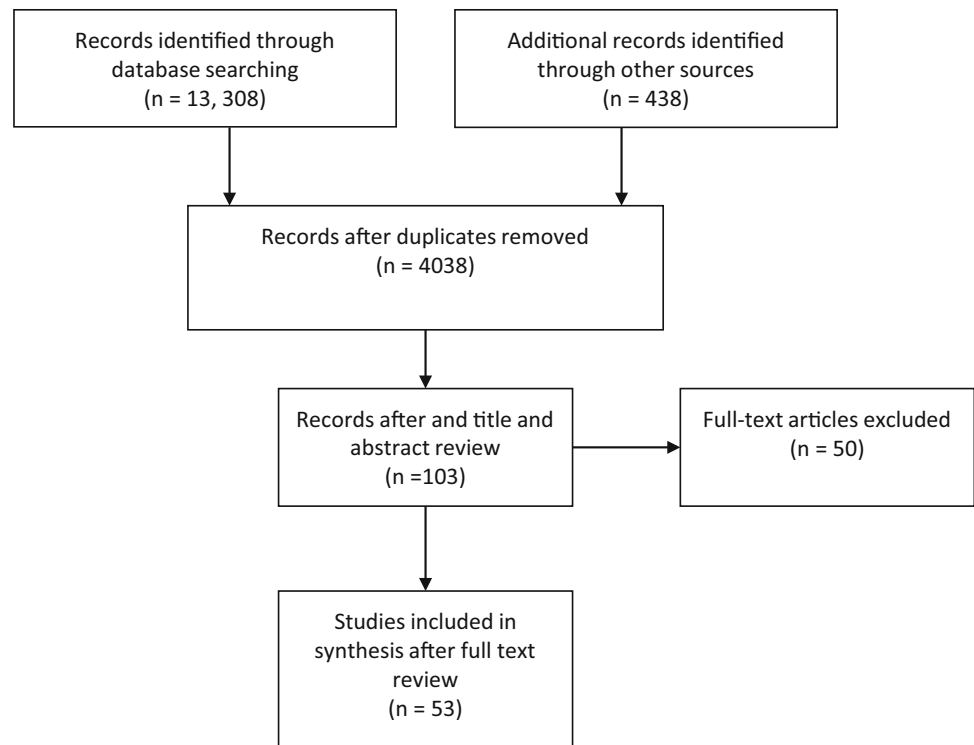 Records identified through
database searching
(n = 13, 308)
Additional records identified
through other sources
(n = 438)
Records after duplicates removed
(n = 4038)
Records after and title and
abstract review
(n =103)
Full-text articles excluded
(n = 50)
Studies included in
synthesis after full text
review
(n = 53)